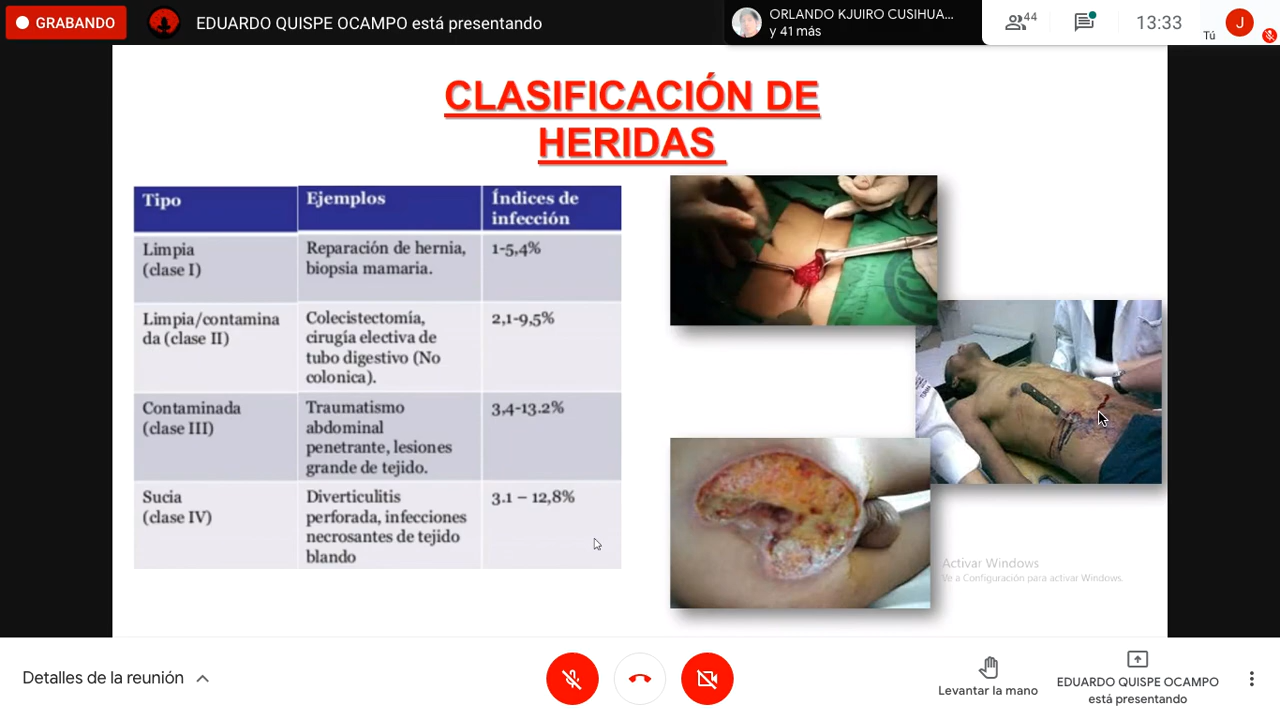 GRABANDO
EDUARDO QUISPE OCAMPO está presentando
ORLANDO KJUIRO CUSIHUA...
y 41 más
44
13:33
Tú
J
CLASIFICACIÓN DE
HERIDAS
Tipo
Ejemplos
Índices de
infección
Limpia
(clase I)
Reparación de hernia,
biopsia mamaria.
1-5,4%
Limpia/contamina
da (clase II)
Colecistectomía,
cirugía electiva de
tubo digestivo (No
colonica).
2,1-9,5%
Contaminada
(clase III)
Traumatismo
abdominal
penetrante, lesiones
grande de tejido.
3,4-13.2%
Sucia
(clase IV)
Diverticulitis
perforada, infecciones
necrosantes de tejido
blando
3.1 – 12,8%
Activar Windows
Ve a Configuración para activar Windows.
Detalles de la reunión
Levantar la mano
EDUARDO QUISPE OCAMPO
está presentando